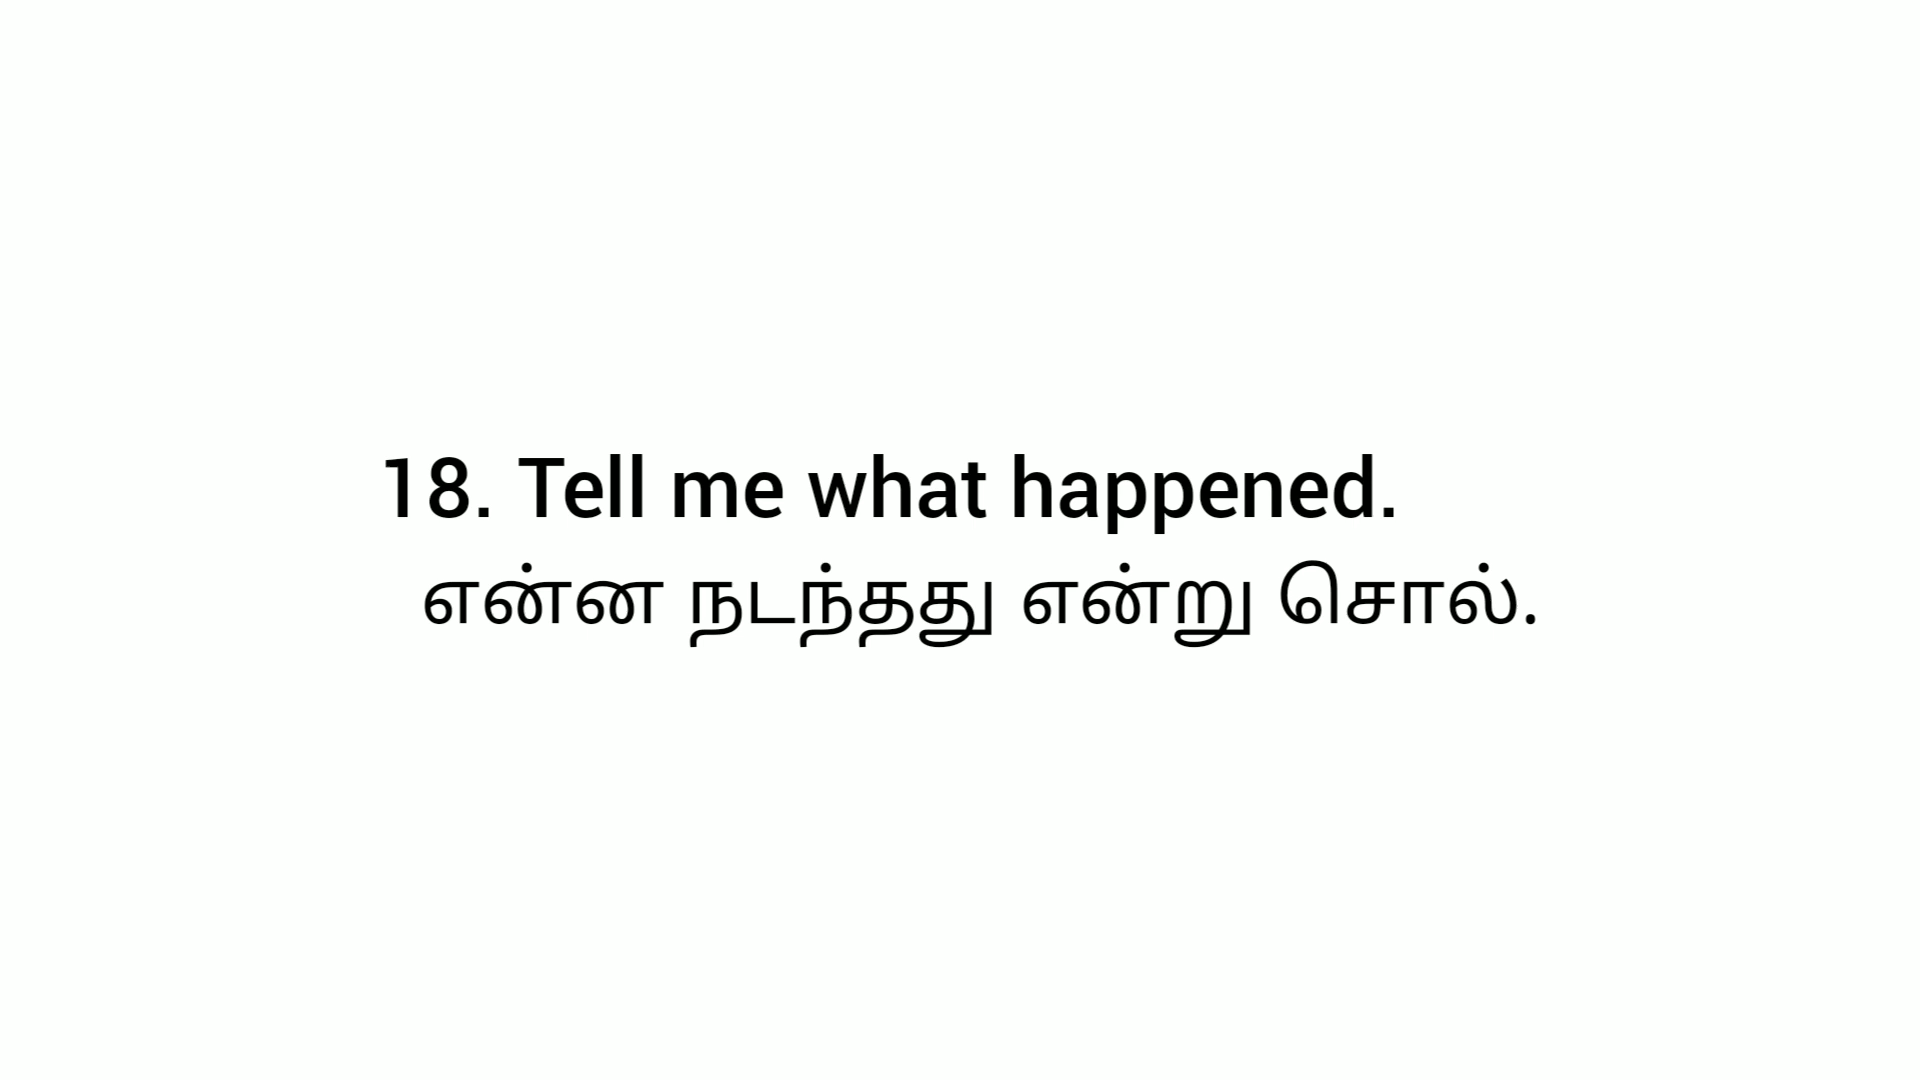 18. Tell me what happened.
என்ன நடந்தது என்று சொல்.